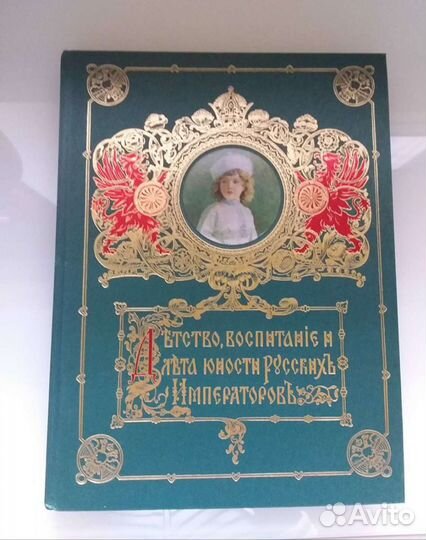 Дѣтство, воспитанiе и
лѣта юности Русскихъ
Императоровъ
Avito